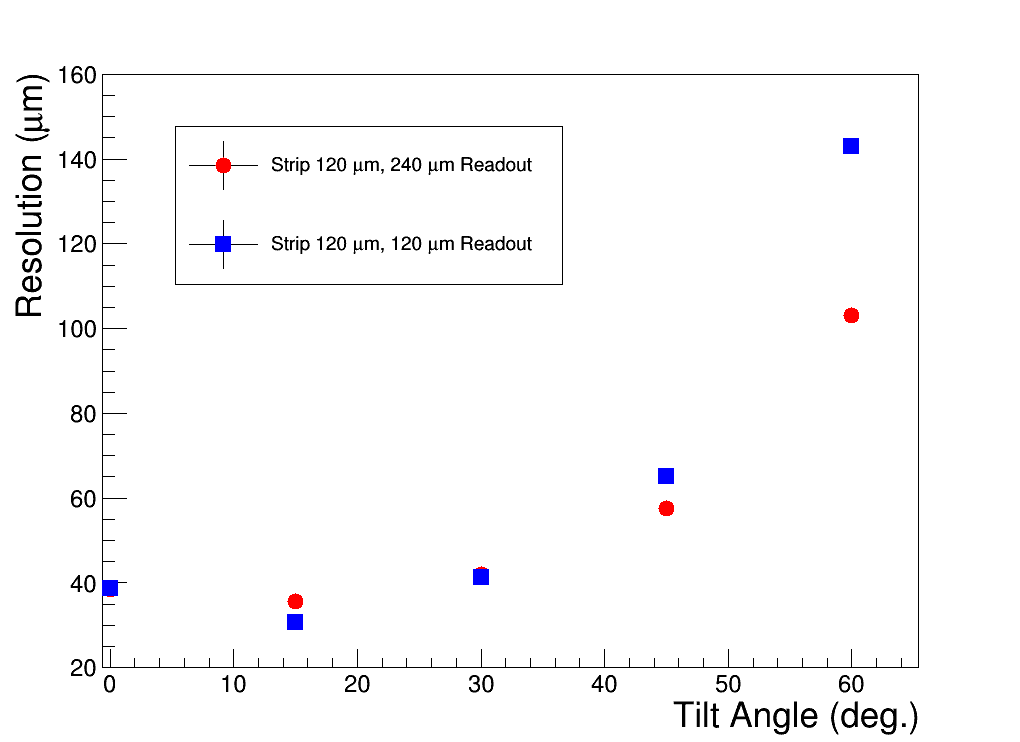 Resolution (μm)
160
140
120
100
80
60
40
20
Strip 120 μm, 240 μm Readout
Strip 120 μm, 120 μm Readout
0 10 20 30 40 50 60
Tilt Angle (deg.)